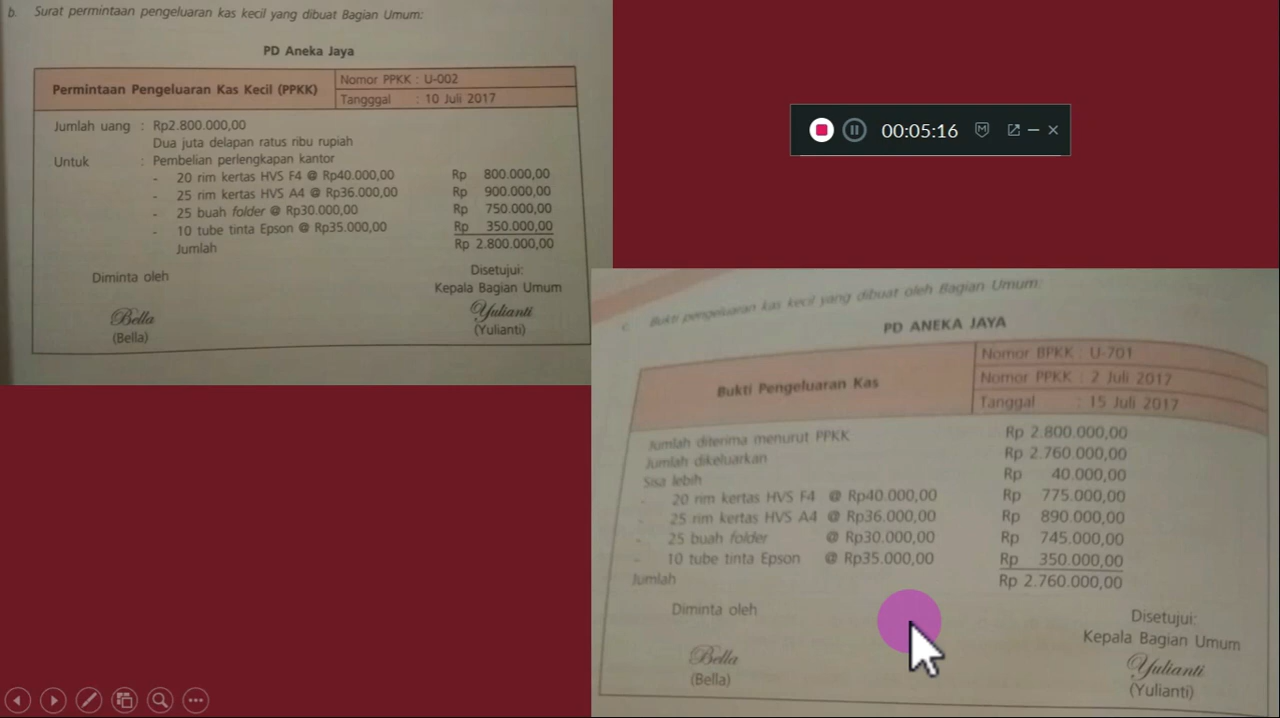 b. Surat permintaan pengeluaran kas kecil yang dibuat Bagian Umum:
PD Aneka Jaya
Permintaan Pengeluaran Kas Kecil (PPKK)
Nomor PPKK : U-002
Tangggal : 10 Juli 2017
Jumlah uang : Rp2.800.000,00
Dua juta delapan ratus ribu rupiah
Untuk : Pembelian perlengkapan kantor
- 20 rim kertas HVS F4 @ Rp40.000,00 Rp 800.000,00
- 25 rim kertas HVS A4 @ Rp36.000,00 Rp 900.000,00
- 25 buah folder @ Rp30.000,00 Rp 750.000,00
- 10 tube tinta Epson @ Rp35.000,00 Rp 350.000,00
Jumlah Rp 2.800.000,00
Diminta oleh
Disetujui:
Kepala Bagian Umum
Bella
Yulianti
(Bella)
(Yulianti)
00:05:16
c. Bukti pengeluaran kas kecil yang dibuat oleh Bagian Umum:
PD ANEKA JAYA
Bukti Pengeluaran Kas
Nomor BPKK : U-701
Nomor PPKK : 2 Juli 2017
Tanggal : 15 Juli 2017
Jumlah diterima menurut PPKK Rp 2.800.000,00
Jumlah dikeluarkan Rp 2.760.000,00
Sisa lebih Rp 40.000,00
- 20 rim kertas HVS F4 @ Rp40.000,00 Rp 775.000,00
- 25 rim kertas HVS A4 @ Rp36.000,00 Rp 890.000,00
- 25 buah folder @ Rp30.000,00 Rp 745.000,00
- 10 tube tinta Epson @ Rp35.000,00 Rp 350.000,00
Jumlah Rp 2.760.000,00
Diminta oleh
Disetujui:
Kepala Bagian Umum
Bella
Yulianti
(Bella)
(Yulianti)